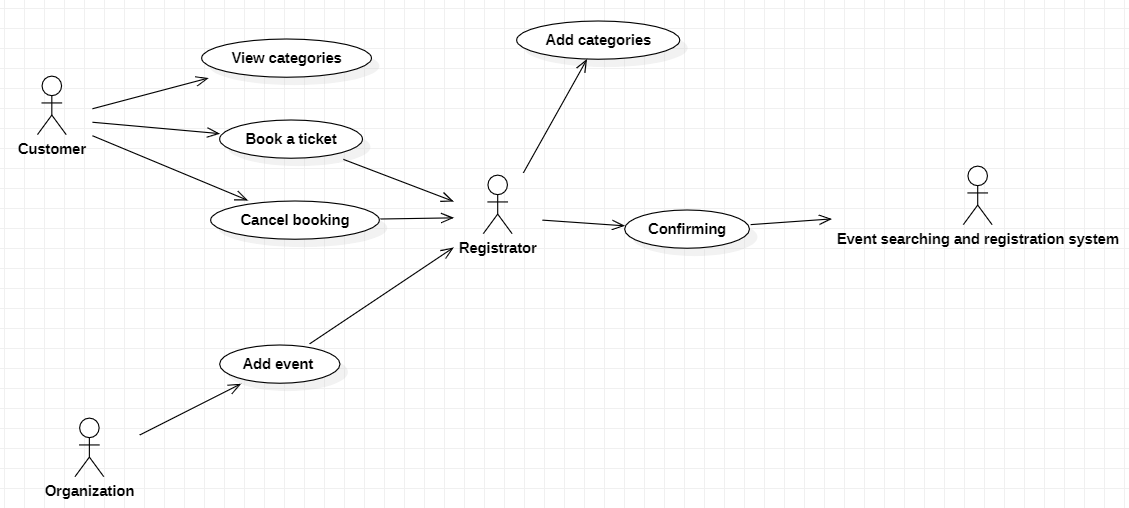 Add categories
View categories
Customer
Book a ticket
Cancel booking
Registrator
Confirming
Event searching and registration system
Add event
Organization